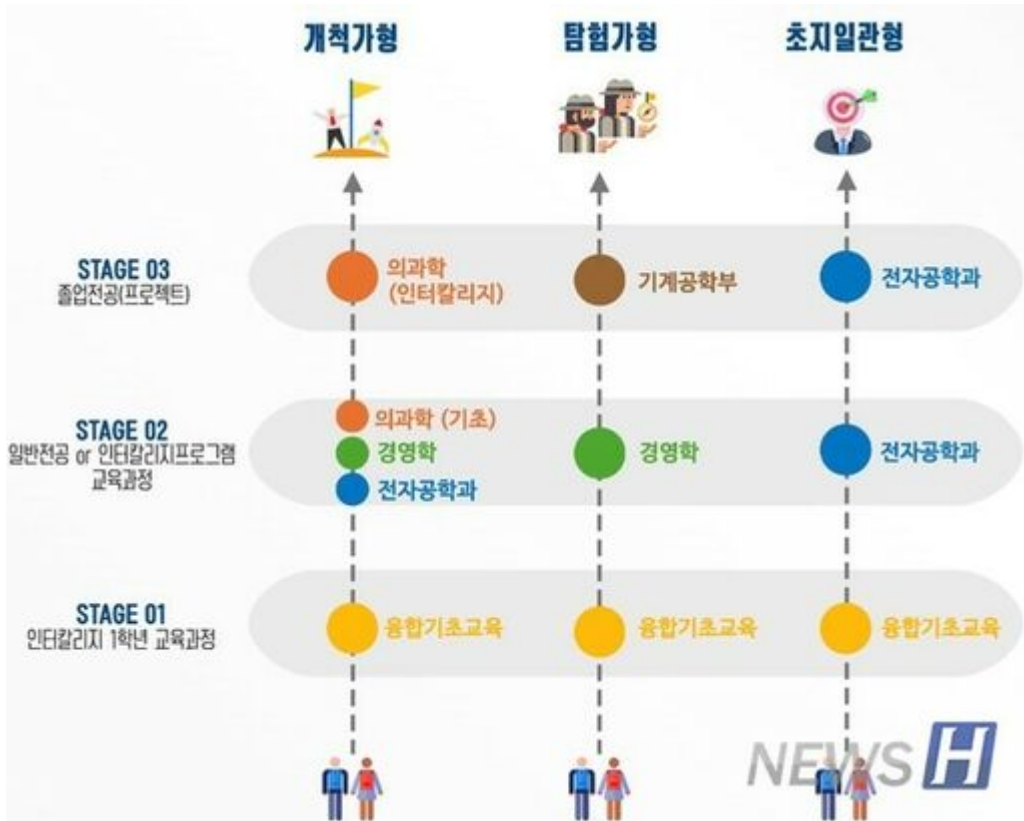 개척가형
탐험가형
초지일관형
STAGE 03
졸업전공(프로젝트)
의과학
(인터칼리지)
기계공학부
전자공학과
STAGE 02
일반전공 or 인터칼리지프로그램
교육과정
의과학 (기초)
경영학
전자공학과
경영학
전자공학과
STAGE 01
인터칼리지 1학년 교육과정
융합기초교육
융합기초교육
융합기초교육
NEWS H